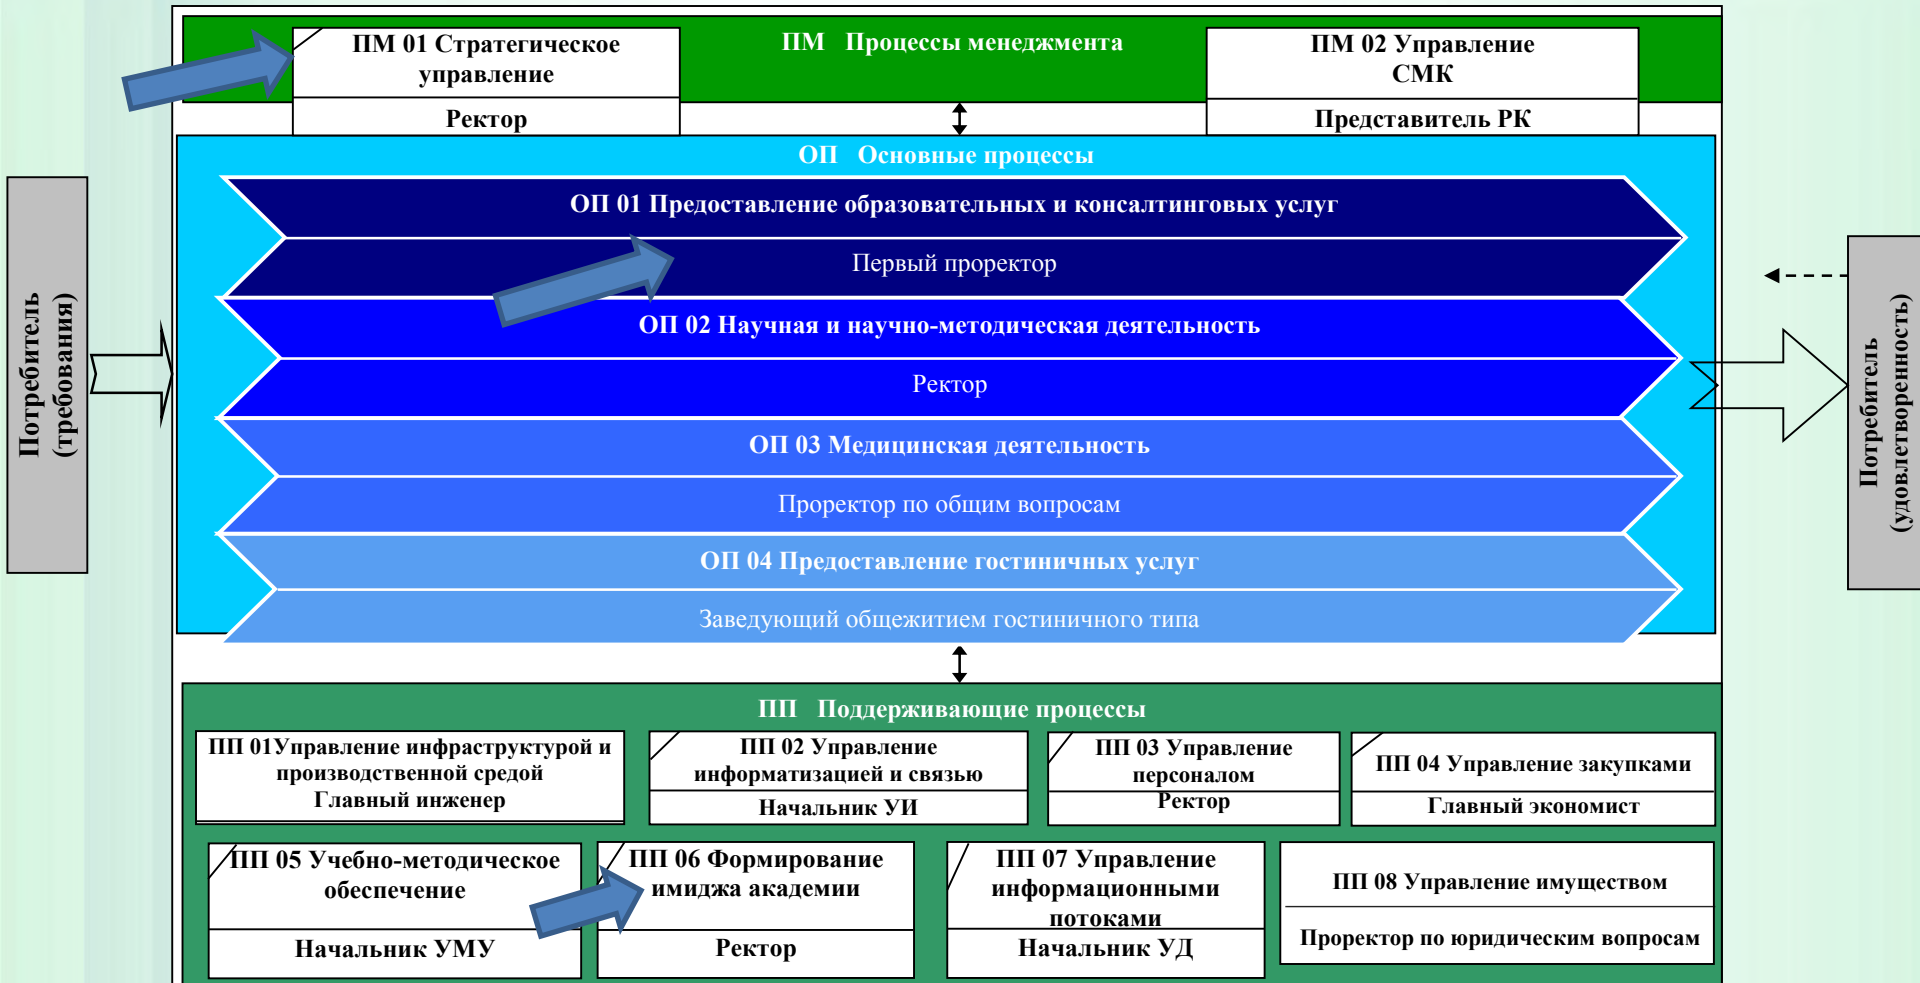 ПМ 01 Стратегическое
управление
Ректор
ПМ Процессы менеджмента
ПМ 02 Управление
СМК
Представитель РК
Потребитель
(требования)
ОП Основные процессы
ОП 01 Предоставление образовательных и консалтинговых услуг
Первый проректор
ОП 02 Научная и научно-методическая деятельность
Ректор
ОП 03 Медицинская деятельность
Проректор по общим вопросам
ОП 04 Предоставление гостиничных услуг
Заведующий общежитием гостиничного типа
Потребитель
(удовлетворенность)
ПП Поддерживающие процессы
ПП 01Управление инфраструктурой и
производственной средой
Главный инженер
ПП 02 Управление
информатизацией и связью
Начальник УИ
ПП 03 Управление
персоналом
Ректор
ПП 04 Управление закупками
Главный экономист
ПП 05 Учебно-методическое
обеспечение
Начальник УМУ
ПП 06 Формирование
имиджа академии
Ректор
ПП 07 Управление
информационными
потоками
Начальник УД
ПП 08 Управление имуществом
Проректор по юридическим вопросам